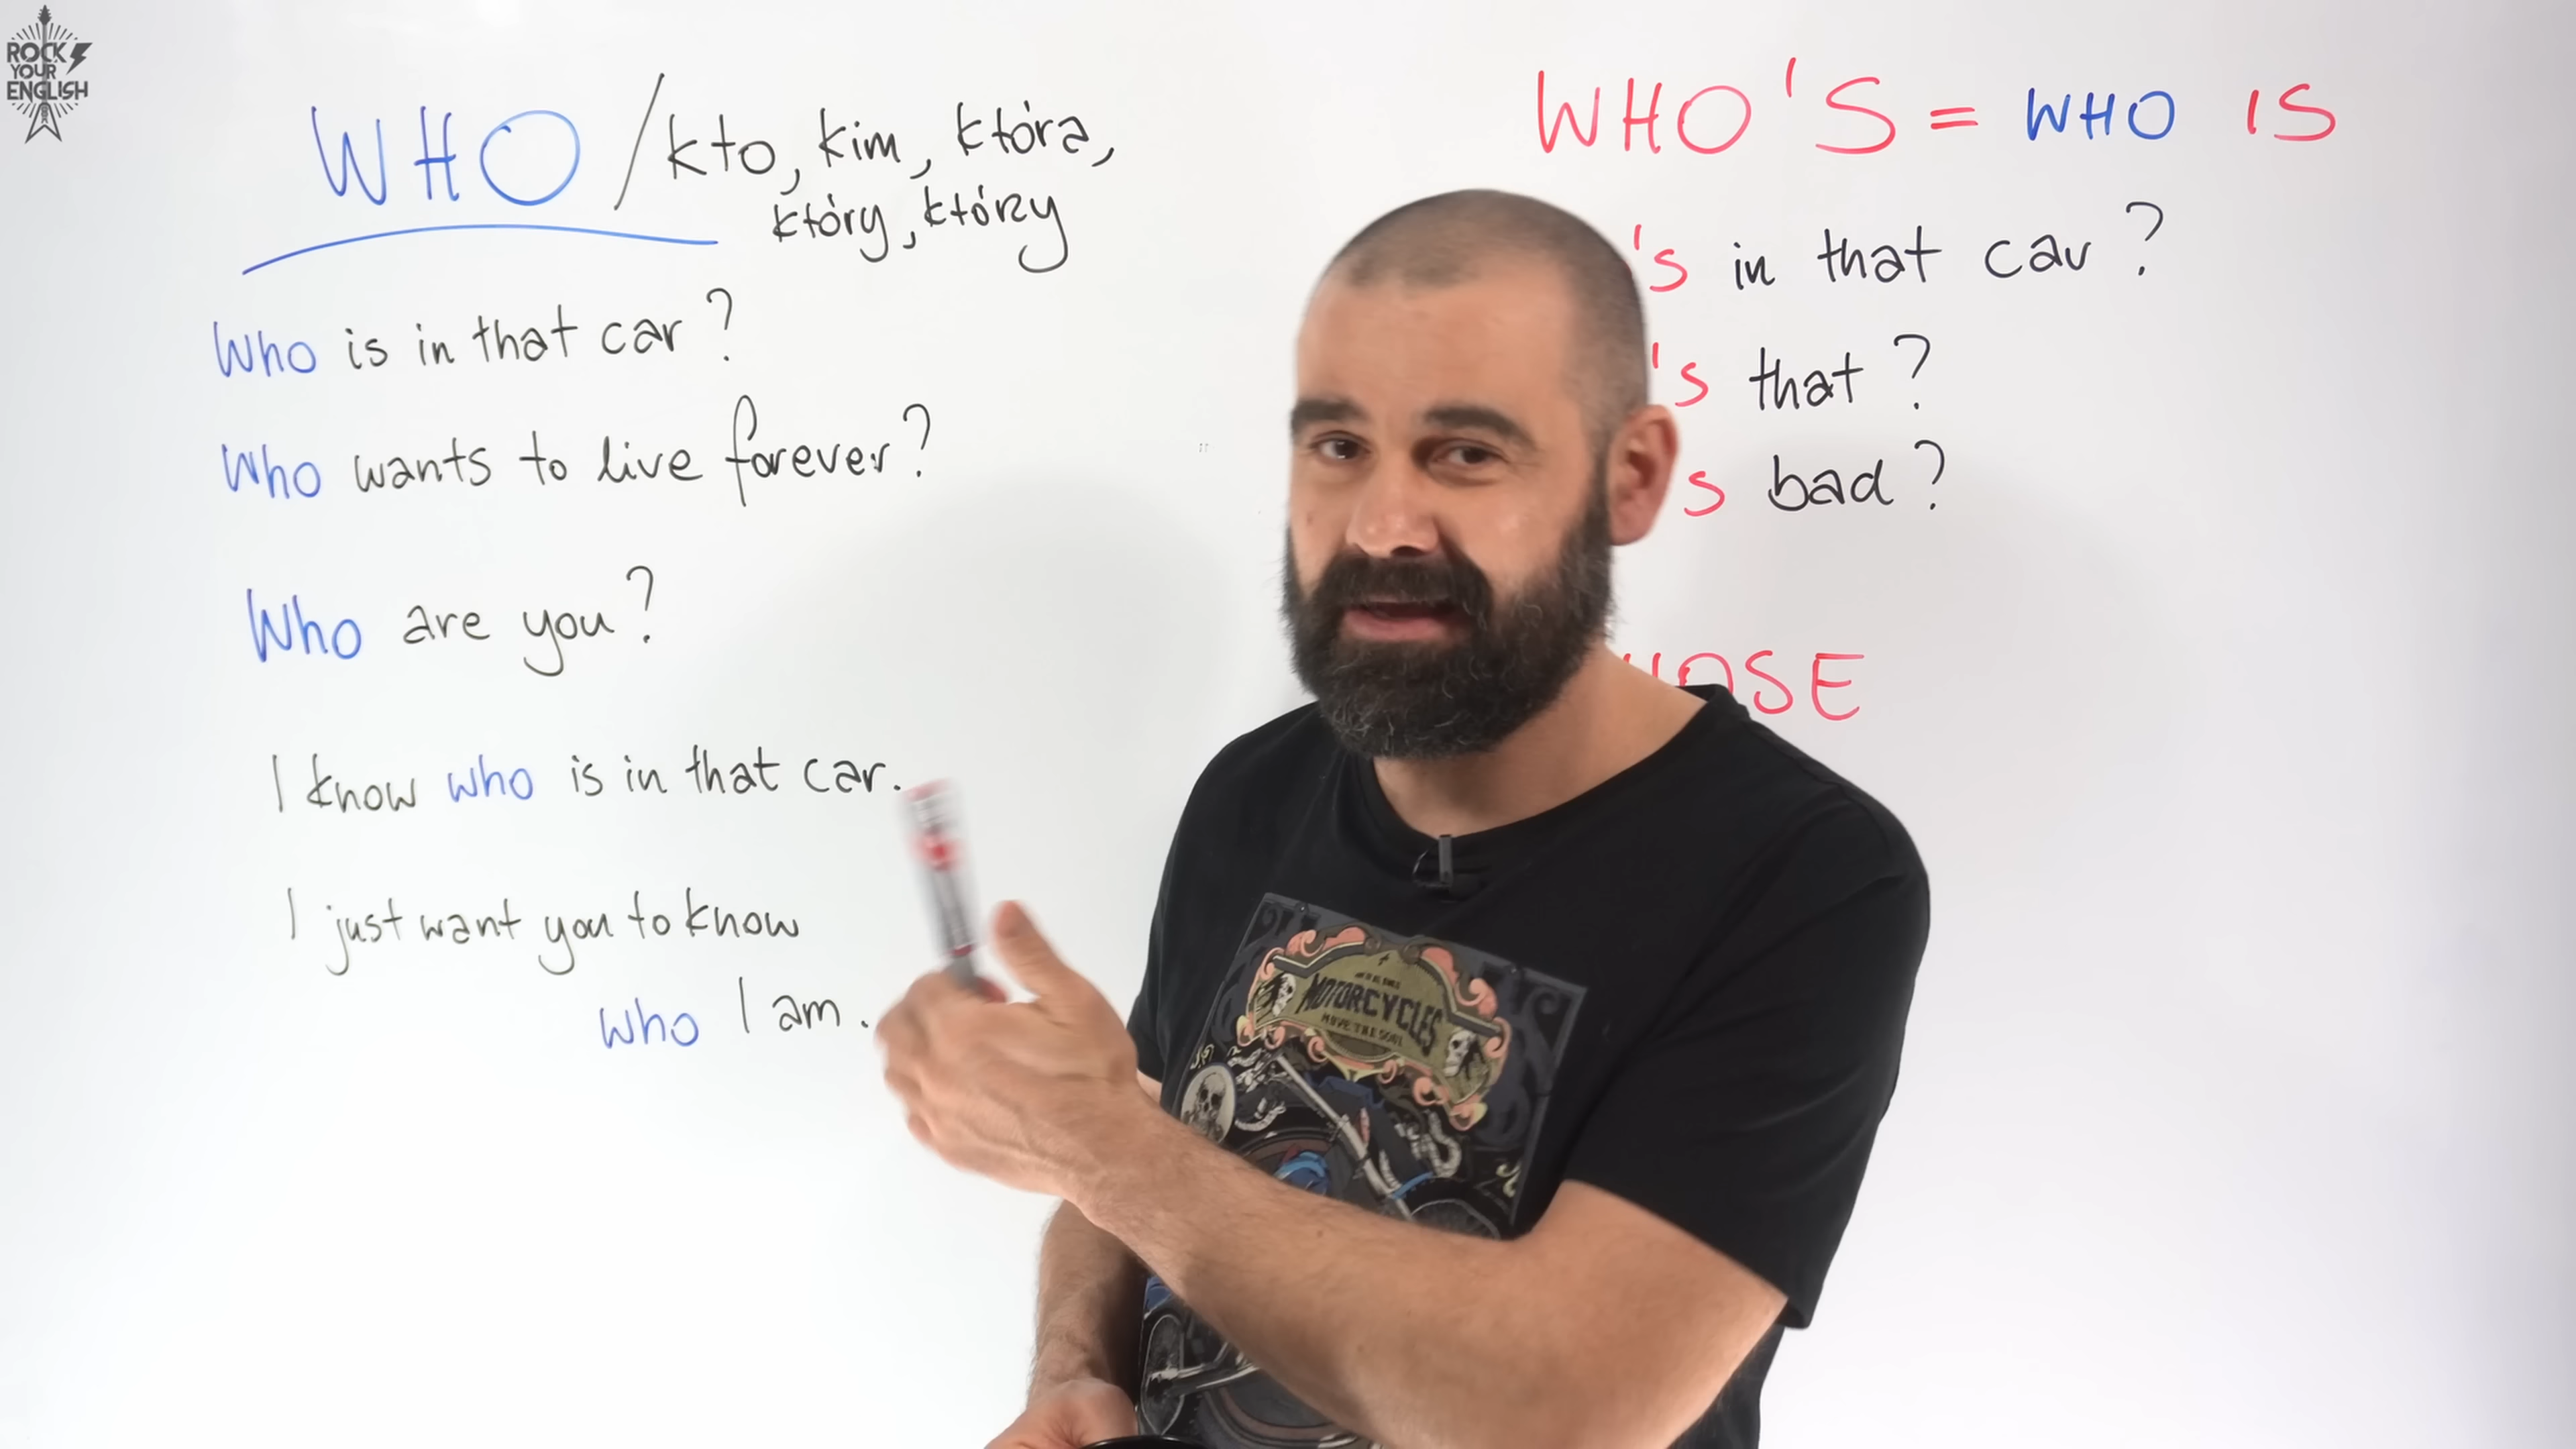 ROCK
YOUR
ENGLISH
WHO / kto, kim, która,
który, którzy
Who is in that car?
Who wants to live forever?
Who are you?
I know who is in that car.
I just want you to know
who I am.
WHO'S = WHO IS
's in that car?
's that?
s bad?
OSE
MOTORCYCLES